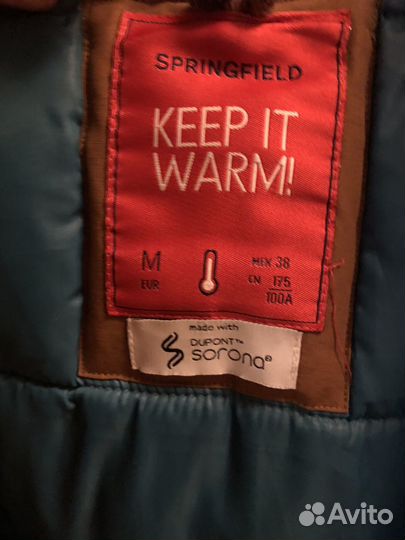 SPRINGFIELD
KEEP IT
WARM!
M
EUR
MEX 38
CN 175
100A
made with
DUPONT™
sorona
Avito